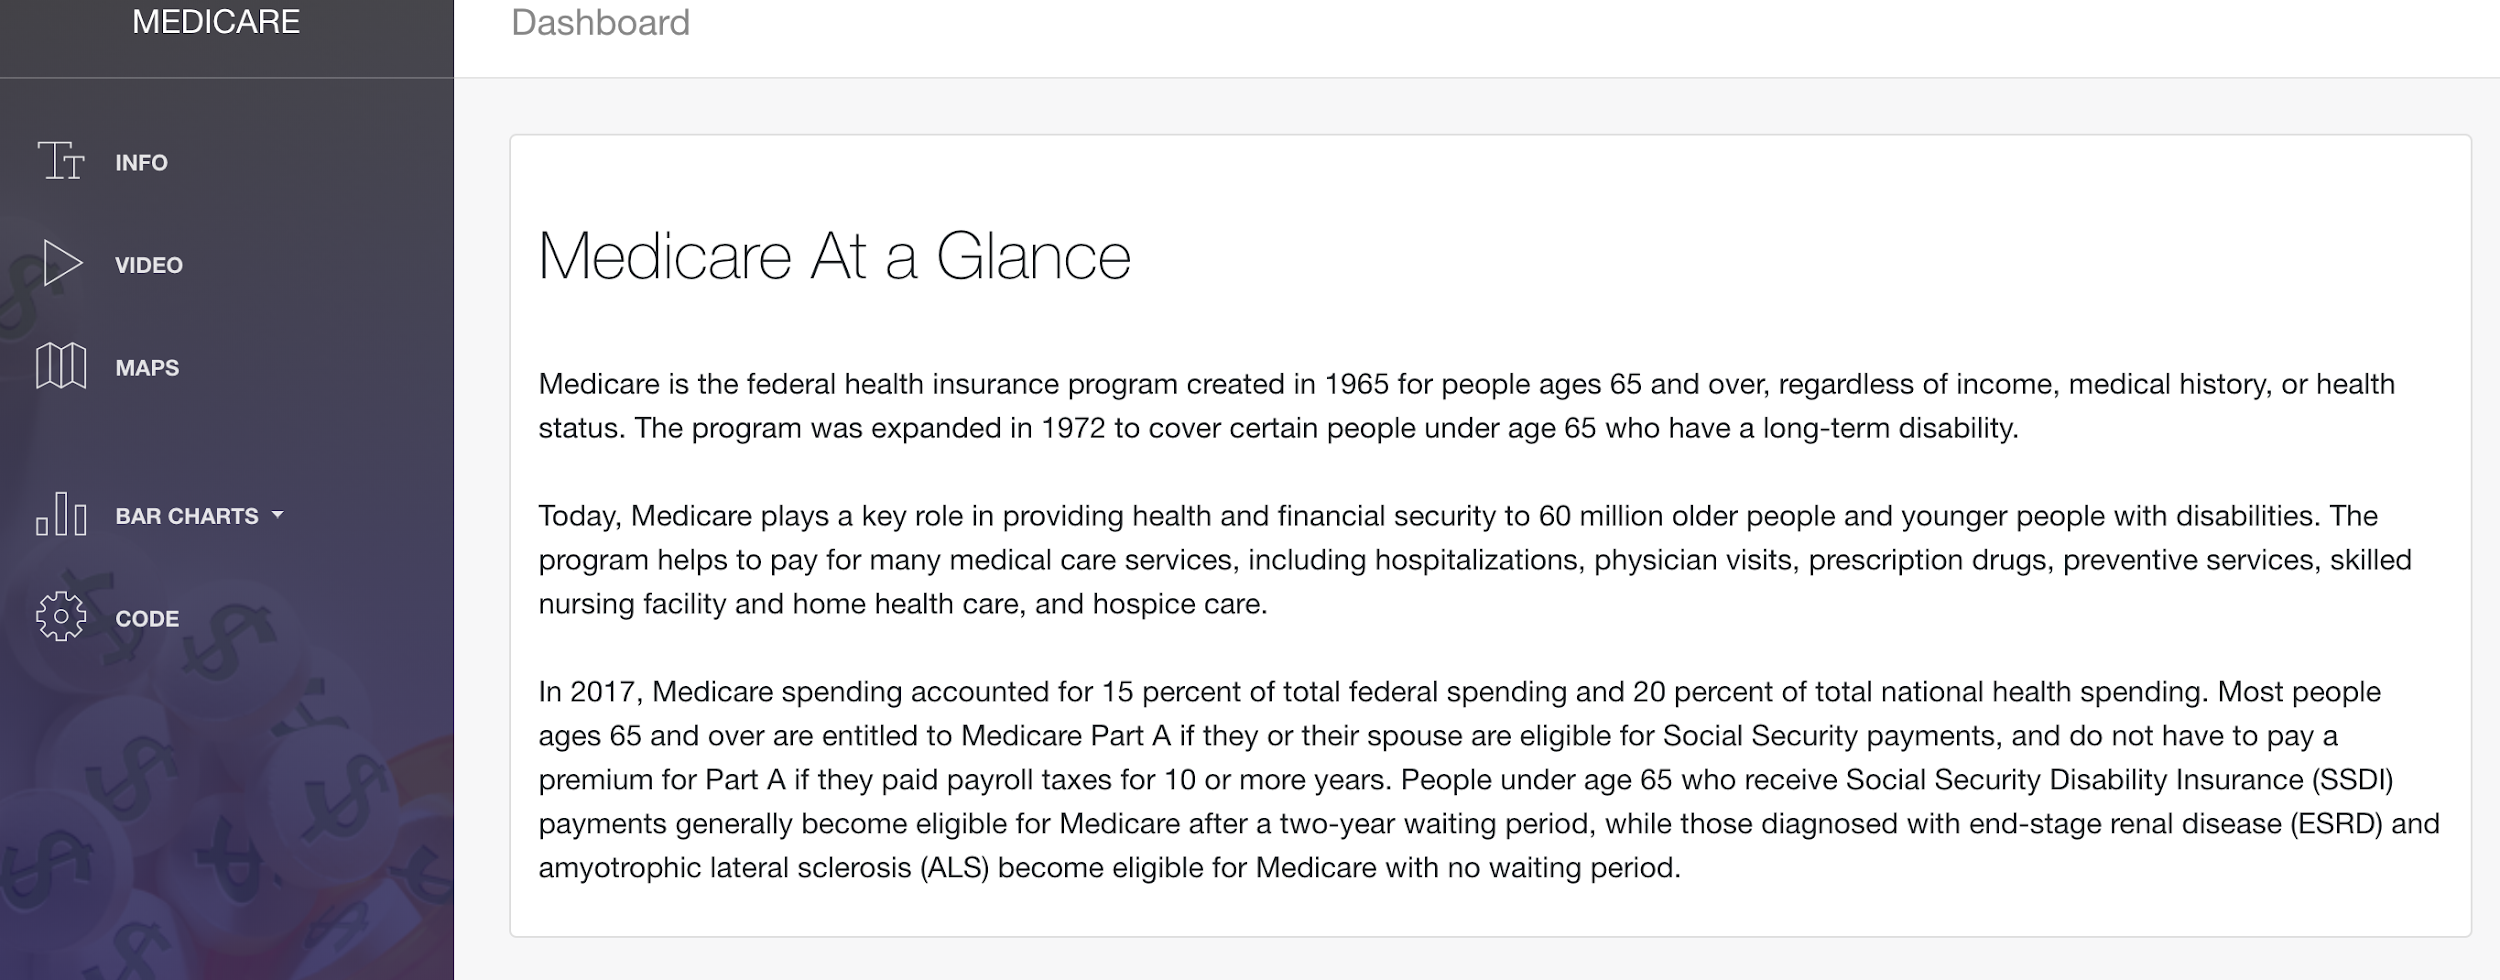 MEDICARE
Dashboard
INFO
VIDEO
MAPS
BAR CHARTS
CODE
Medicare At a Glance
Medicare is the federal health insurance program created in 1965 for people ages 65 and over, regardless of income, medical history, or health
status. The program was expanded in 1972 to cover certain people under age 65 who have a long-term disability.
Today, Medicare plays a key role in providing health and financial security to 60 million older people and younger people with disabilities. The
program helps to pay for many medical care services, including hospitalizations, physician visits, prescription drugs, preventive services, skilled
nursing facility and home health care, and hospice care.
In 2017, Medicare spending accounted for 15 percent of total federal spending and 20 percent of total national health spending. Most people
ages 65 and over are entitled to Medicare Part A if they or their spouse are eligible for Social Security payments, and do not have to pay a
premium for Part A if they paid payroll taxes for 10 or more years. People under age 65 who receive Social Security Disability Insurance (SSDI)
payments generally become eligible for Medicare after a two-year waiting period, while those diagnosed with end-stage renal disease (ESRD) and
amyotrophic lateral sclerosis (ALS) become eligible for Medicare with no waiting period.